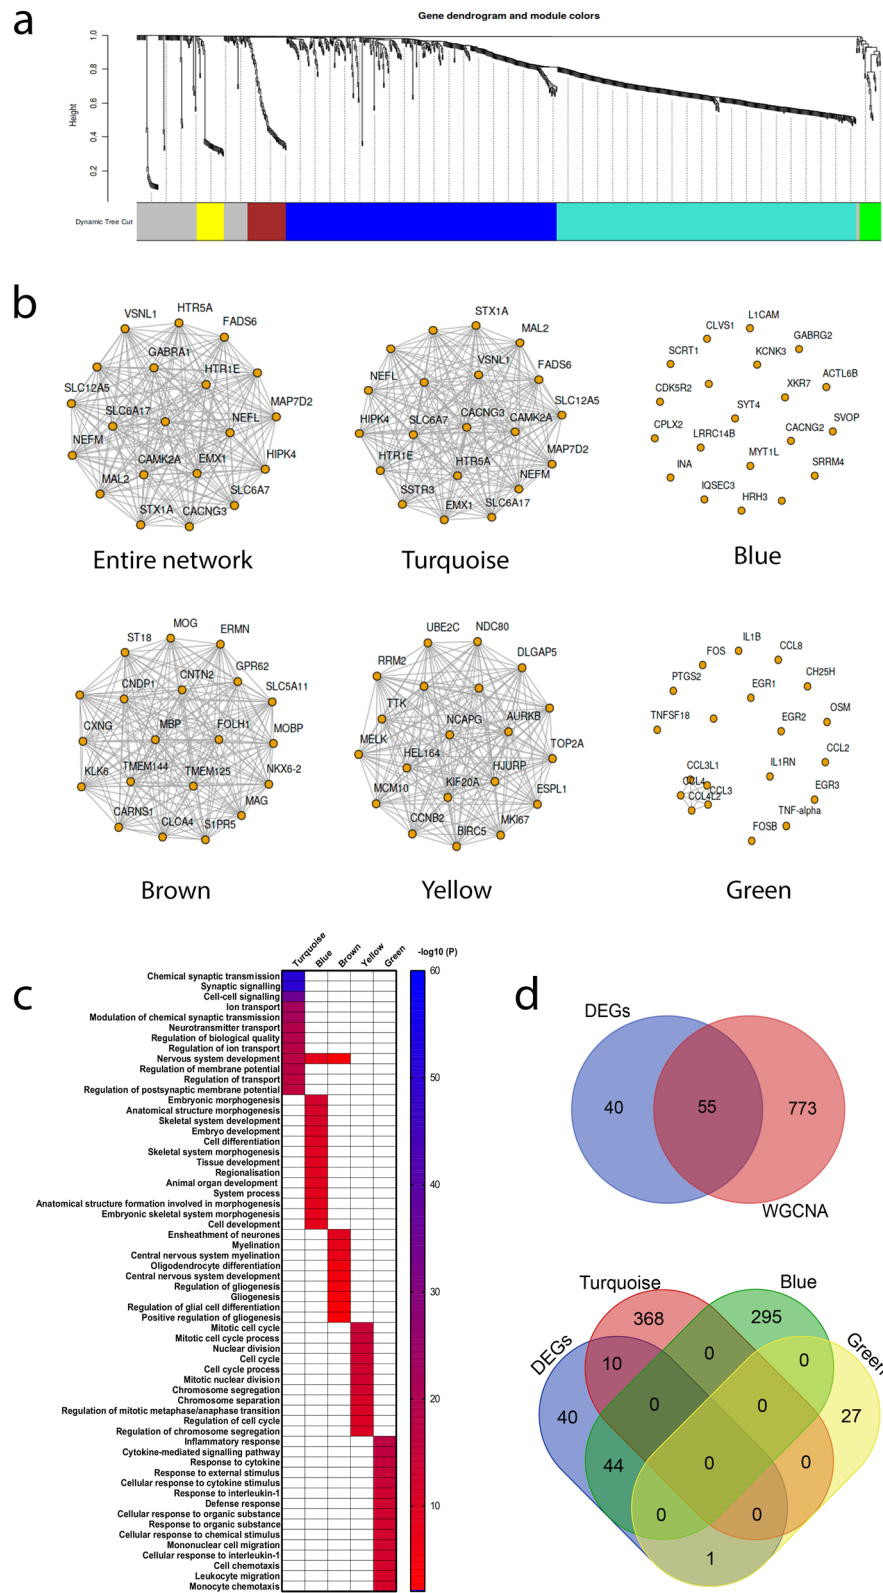 a
Gene dendrogram and module colors
Height
1.0
0.8
0.6
0.4
0.2
Dynamic Tree Cut
b
VSNL1
HTR5A
FADS6
GABRA1
HTR1E
SLC12A5
SLC6A17
MAP7D2
NEFL
NEFM
CAMK2A
EMX1
HIPK4
MAL2
SLC6A7
STX1A
CACNG3
Entire network
STX1A
MAL2
VSNL1
NEFL
FADS6
SLC12A5
HIPK4
SLC6A7
CACNG3
CAMK2A
HTR1E
HTR5A
MAP7D2
SSTR3
NEFM
EMX1
SLC6A17
Turquoise
L1CAM
CLVS1
GABRG2
SCRT1
KCNK3
CDK5R2
XKR7
ACTL6B
SYT4
CPLX2
LRRC14B
CACNG2
SVOP
INA
MYT1L
SRRM4
IQSEC3
HRH3
Blue
MOG
ST18
ERMN
CNDP1
CNTN2
GPR62
SLC5A11
CXNG
MBP
FOLH1
MOBP
KLK6
TMEM144
TMEM125
NKX6-2
CARNS1
CLCA4
S1PR5
MAG
Brown
UBE2C
NDC80
RRM2
DLGAP5
TTK
NCAPG
AURKB
MELK
HEL164
HJURP
TOP2A
MCM10
KIF20A
ESPL1
CCNB2
BIRC5
MKI67
Yellow
IL1B
FOS
CCL8
PTGS2
EGR1
CH25H
TNFSF18
EGR2
OSM
CCL3L1
CCL4
CCL3
CCL4L2
IL1RN
CCL2
EGR3
TNF-alpha
FOSB
Green
c
Turquoise
Blue
Brown
Yellow
Green
-log10 (P)
Chemical synaptic transmission
Synaptic signalling
Cell-cell signalling
Ion transport
Modulation of chemical synaptic transmission
Neurotransmitter transport
Regulation of biological quality
Regulation of ion transport
Nervous system development
Regulation of membrane potential
Regulation of transport
Regulation of postsynaptic membrane potential
Embryonic morphogenesis
Anatomical structure morphogenesis
Skeletal system development
Embryo development
Cell differentiation
Skeletal system morphogenesis
Tissue development
Regionalisation
Animal organ development
System process
Anatomical structure formation involved in morphogenesis
Embryonic skeletal system morphogenesis
Cell development
Ensheathment of neurones
Myelination
Central nervous system myelination
Oligodendrocyte differentiation
Central nervous system development
Regulation of gliogenesis
Gliogenesis
Regulation of glial cell differentiation
Positive regulation of gliogenesis
Mitotic cell cycle
Mitotic cell cycle process
Nuclear division
Cell cycle
Cell cycle process
Mitotic nuclear division
Chromosome segregation
Chromosome separation
Regulation of mitotic metaphase/anaphase transition
Regulation of cell cycle
Regulation of chromosome segregation
Inflammatory response
Cytokine-mediated signalling pathway
Response to cytokine
Response to external stimulus
Cellular response to cytokine stimulus
Response to interleukin-1
Defense response
Cellular response to organic substance
Response to organic substance
Cellular response to chemical stimulus
Mononuclear cell migration
Cellular response to interleukin-1
Cell chemotaxis
Leukocyte migration
Monocyte chemotaxis
60
50
40
30
20
10
d
DEGs
40
55
773
WGCNA
Turquoise
Blue
DEGs
Green
368
295
10
0
0
40
0
0
27
44
0
0
0
0
1